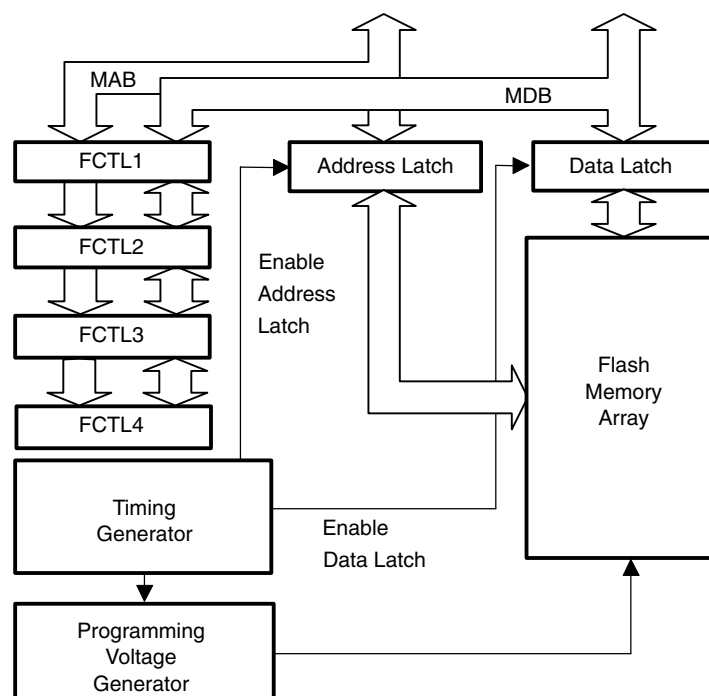 MAB
MDB
FCTL1
Address Latch
Data Latch
FCTL2
Enable
Address
Latch
FCTL3
Flash
Memory
Array
FCTL4
Timing
Generator
Enable
Data Latch
Programming
Voltage
Generator